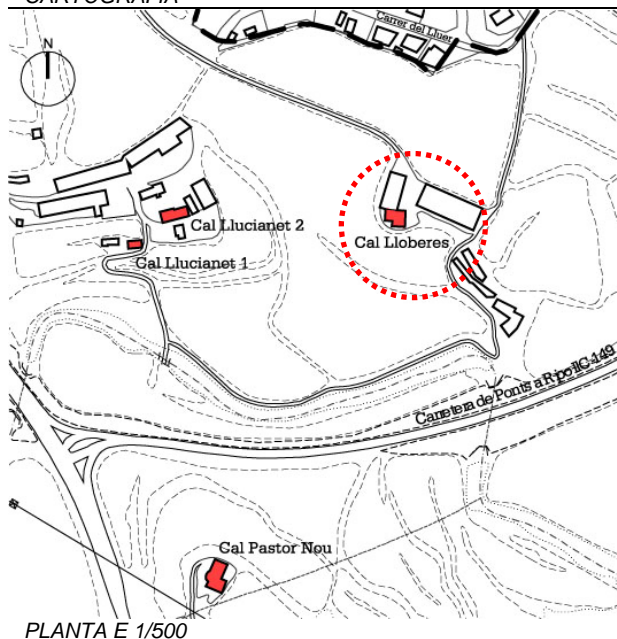 CARTOGRAFIA
Carrer del Lluer
N
Cal Llucianet 2
Cal Lloberes
Cal Llucianet 1
Carretera de Ponts a Ripoll C-149
Cal Pastor Nou
PLANTA E 1/500